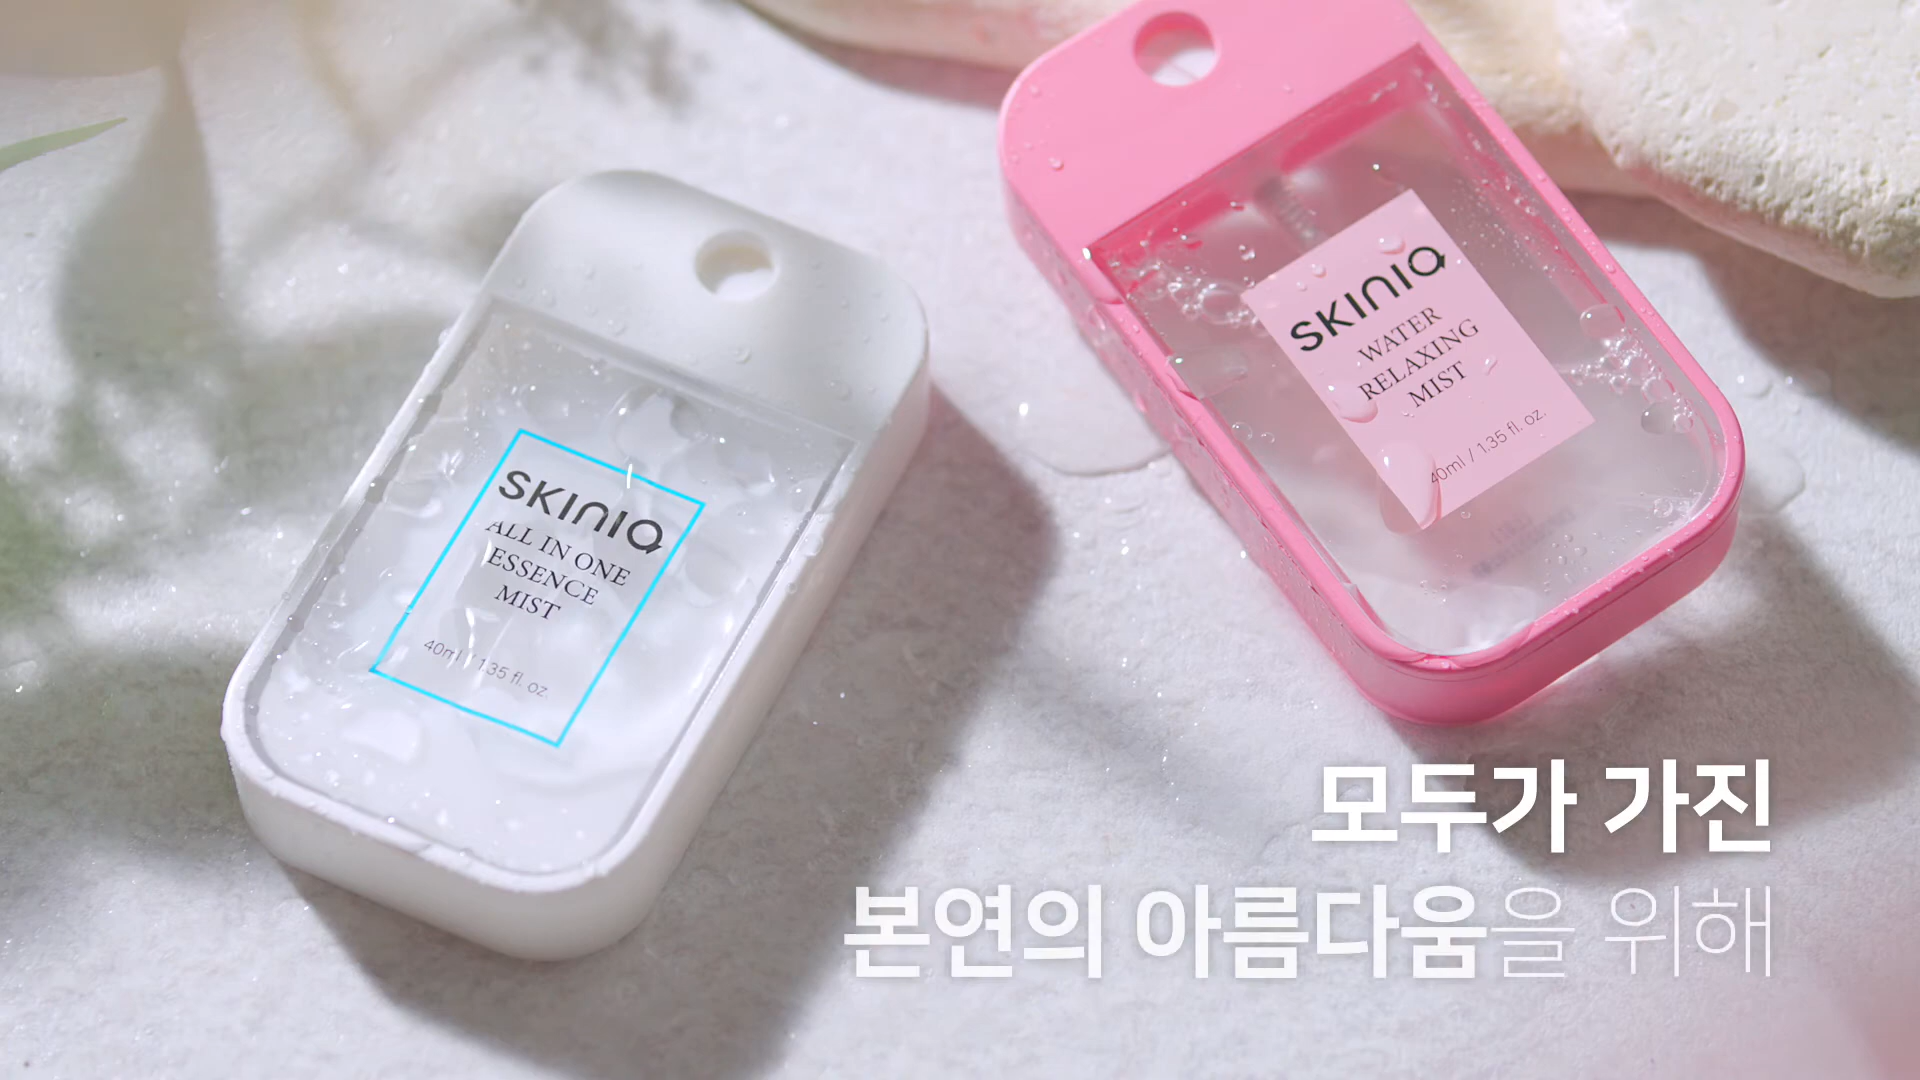 SKINIQ
ALL IN ONE
ESSENCE
MIST
40ml / 1.35 fl. oz.
SKINIQ
WATER
RELAXING
MIST
40ml / 1.35 fl. oz.
모두가 가진
본연의 아름다움을 위해